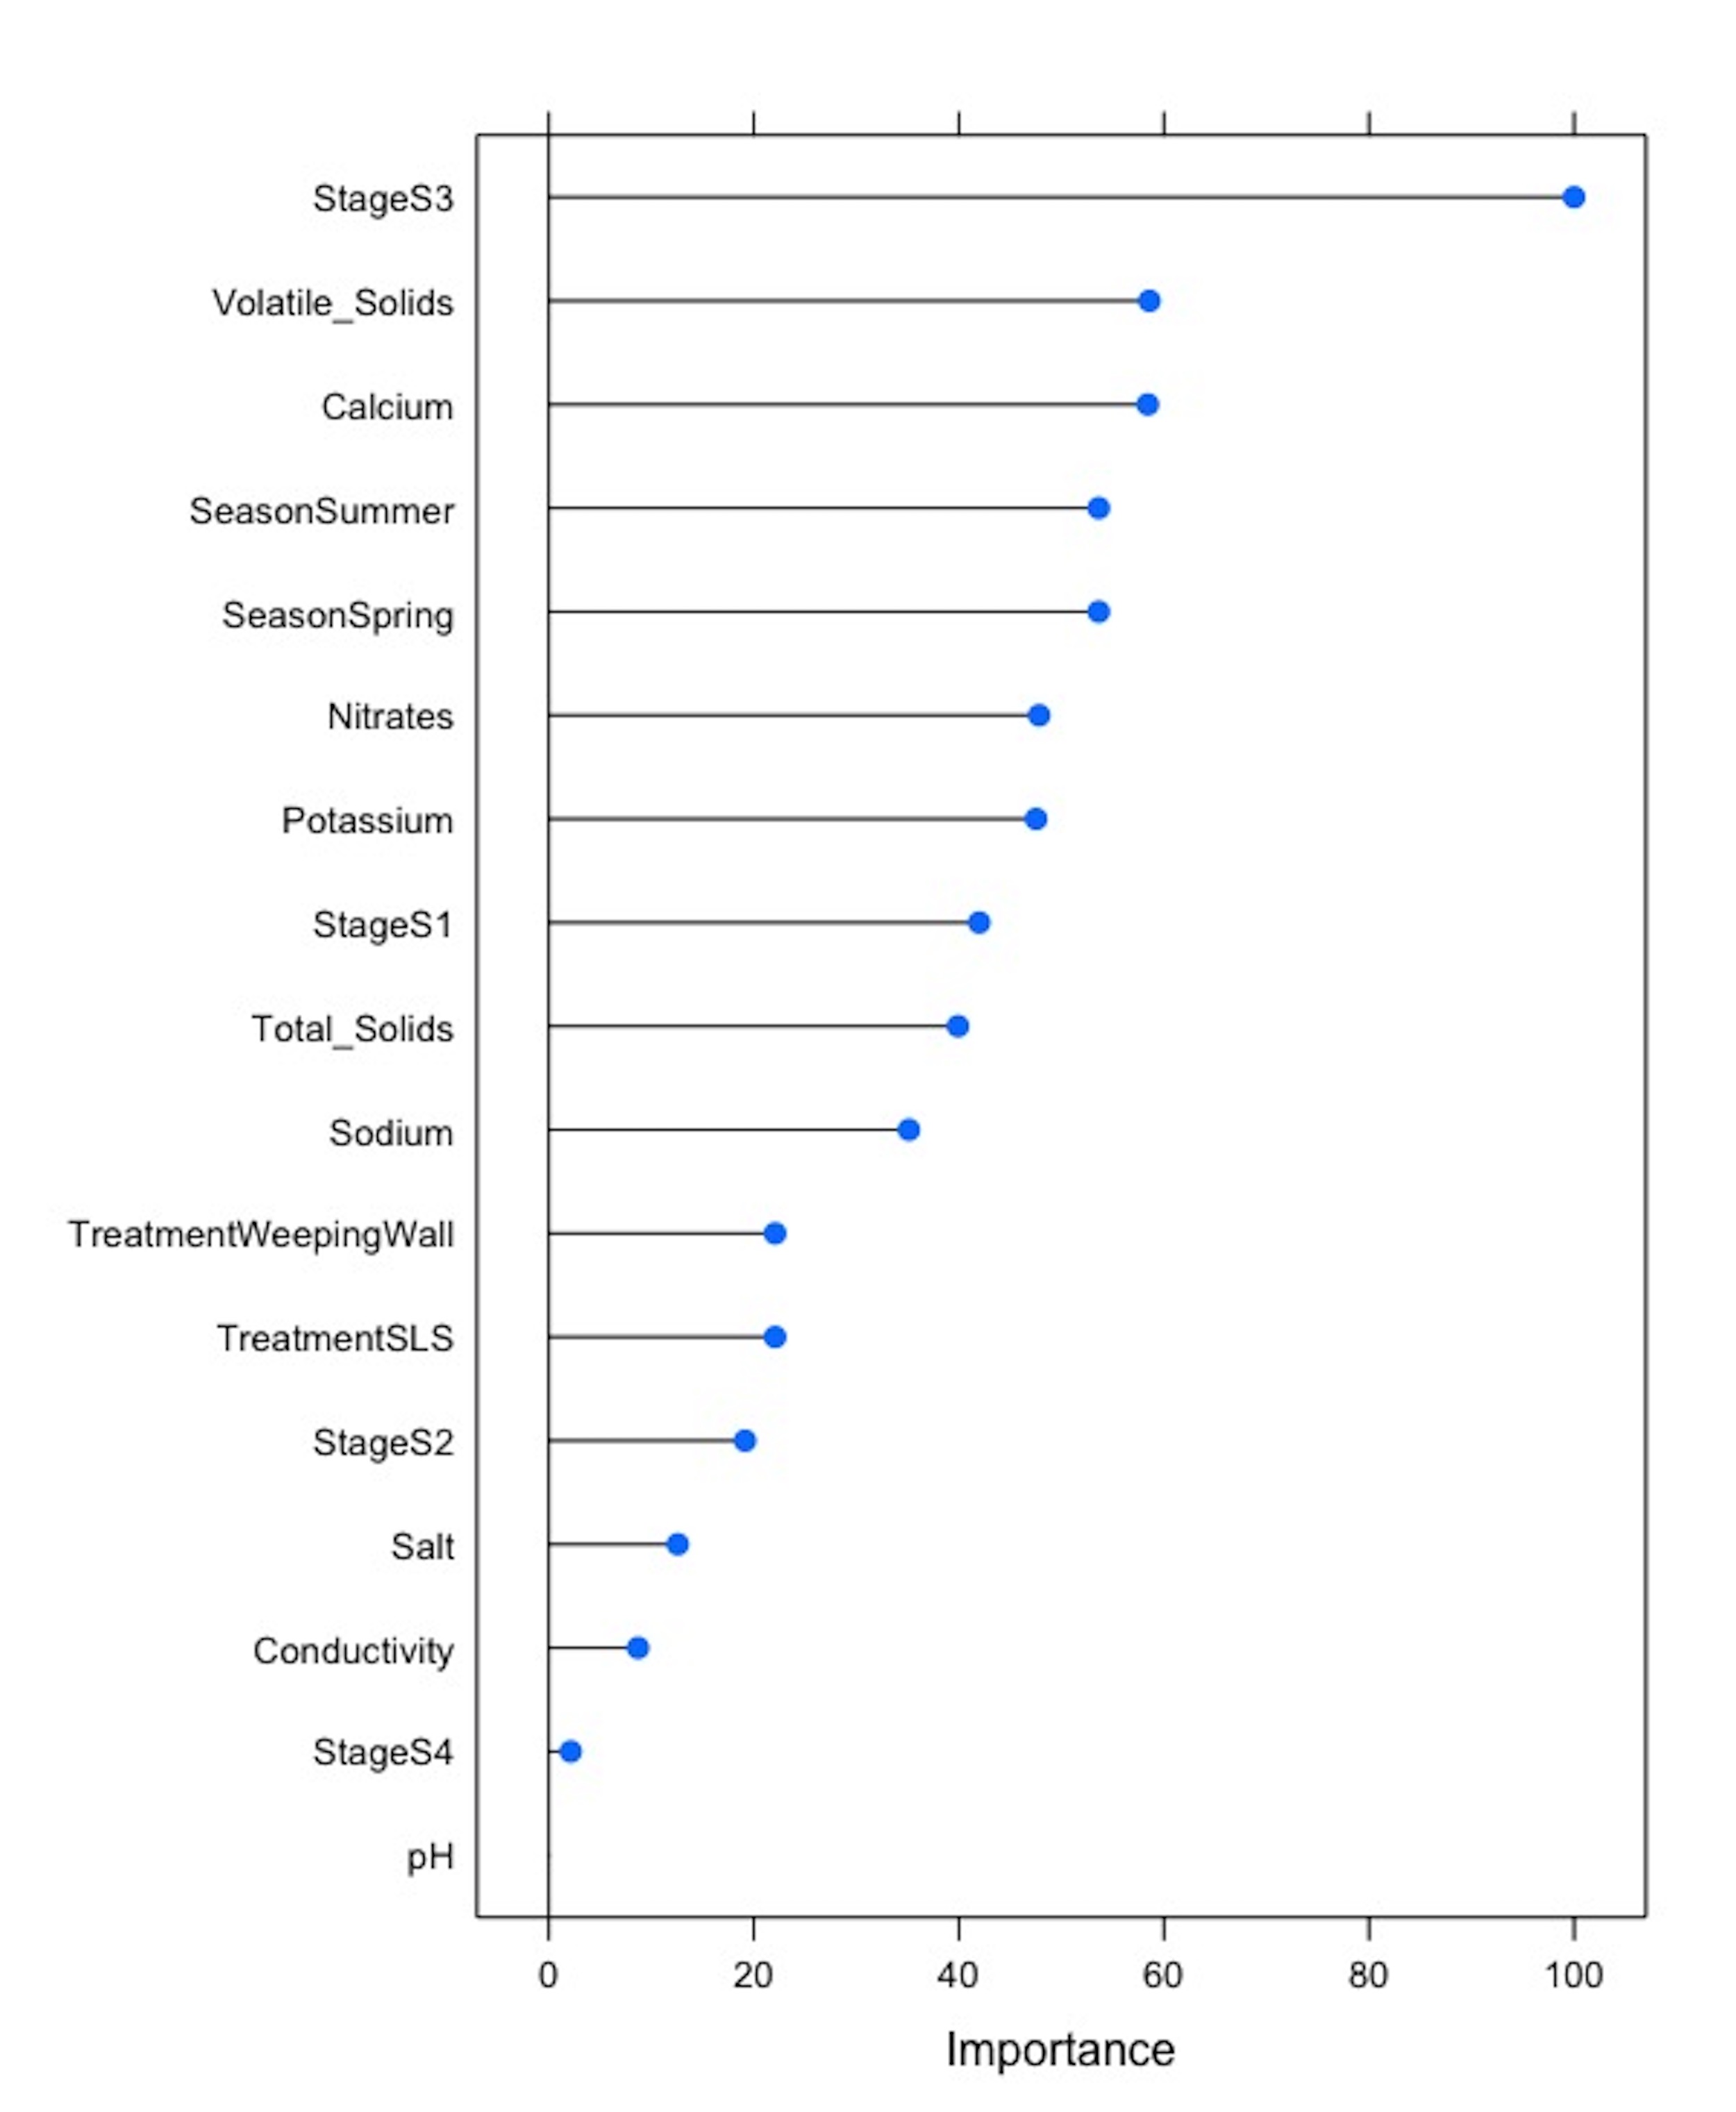 StageS3
Volatile_Solids
Calcium
SeasonSummer
SeasonSpring
Nitrates
Potassium
StageS1
Total_Solids
Sodium
TreatmentWeepingWall
TreatmentSLS
StageS2
Salt
Conductivity
StageS4
pH
0 20 40 60 80 100
Importance